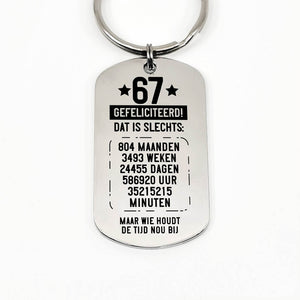 ★ 67 ★
GEFELICITEERD!
DAT IS SLECHTS:
804 MAANDEN
3493 WEKEN
24455 DAGEN
586920 UUR
35215215
MINUTEN
MAAR WIE HOUDT
DE TIJD NOU BIJ